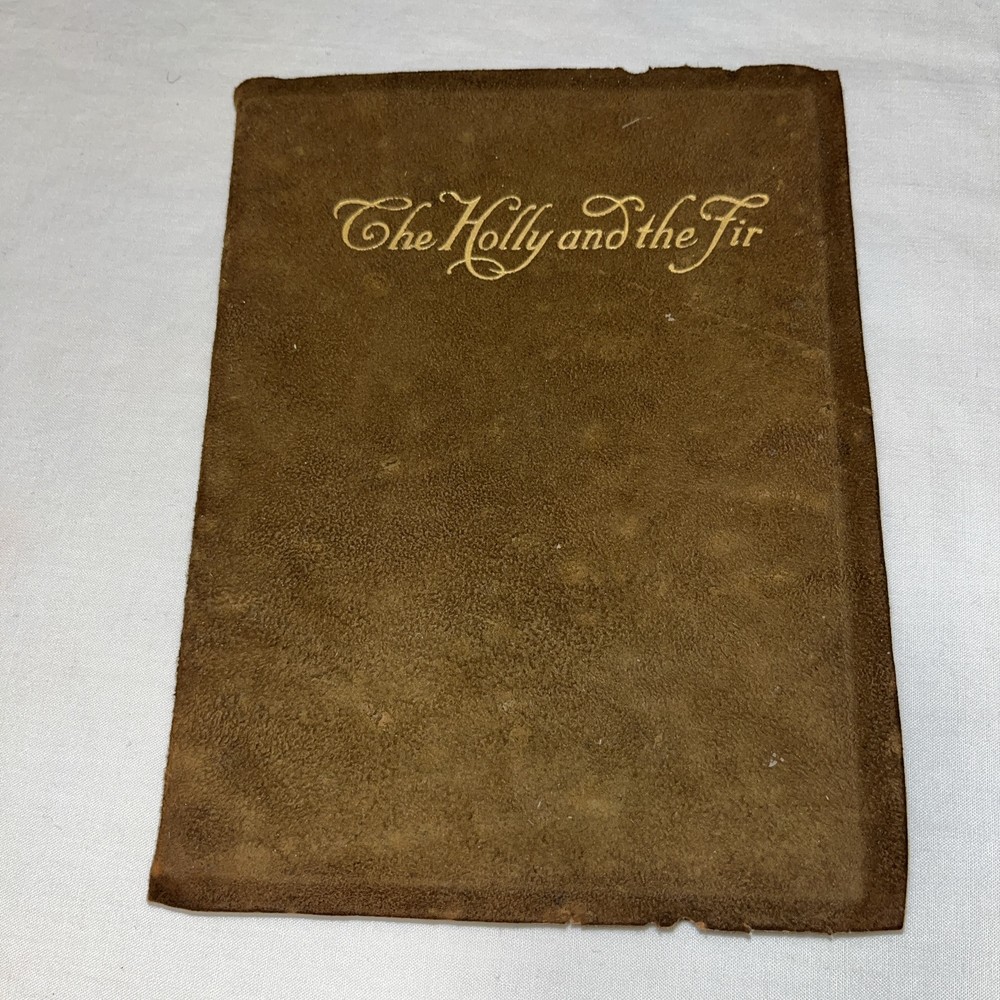 The Holly and the Fir